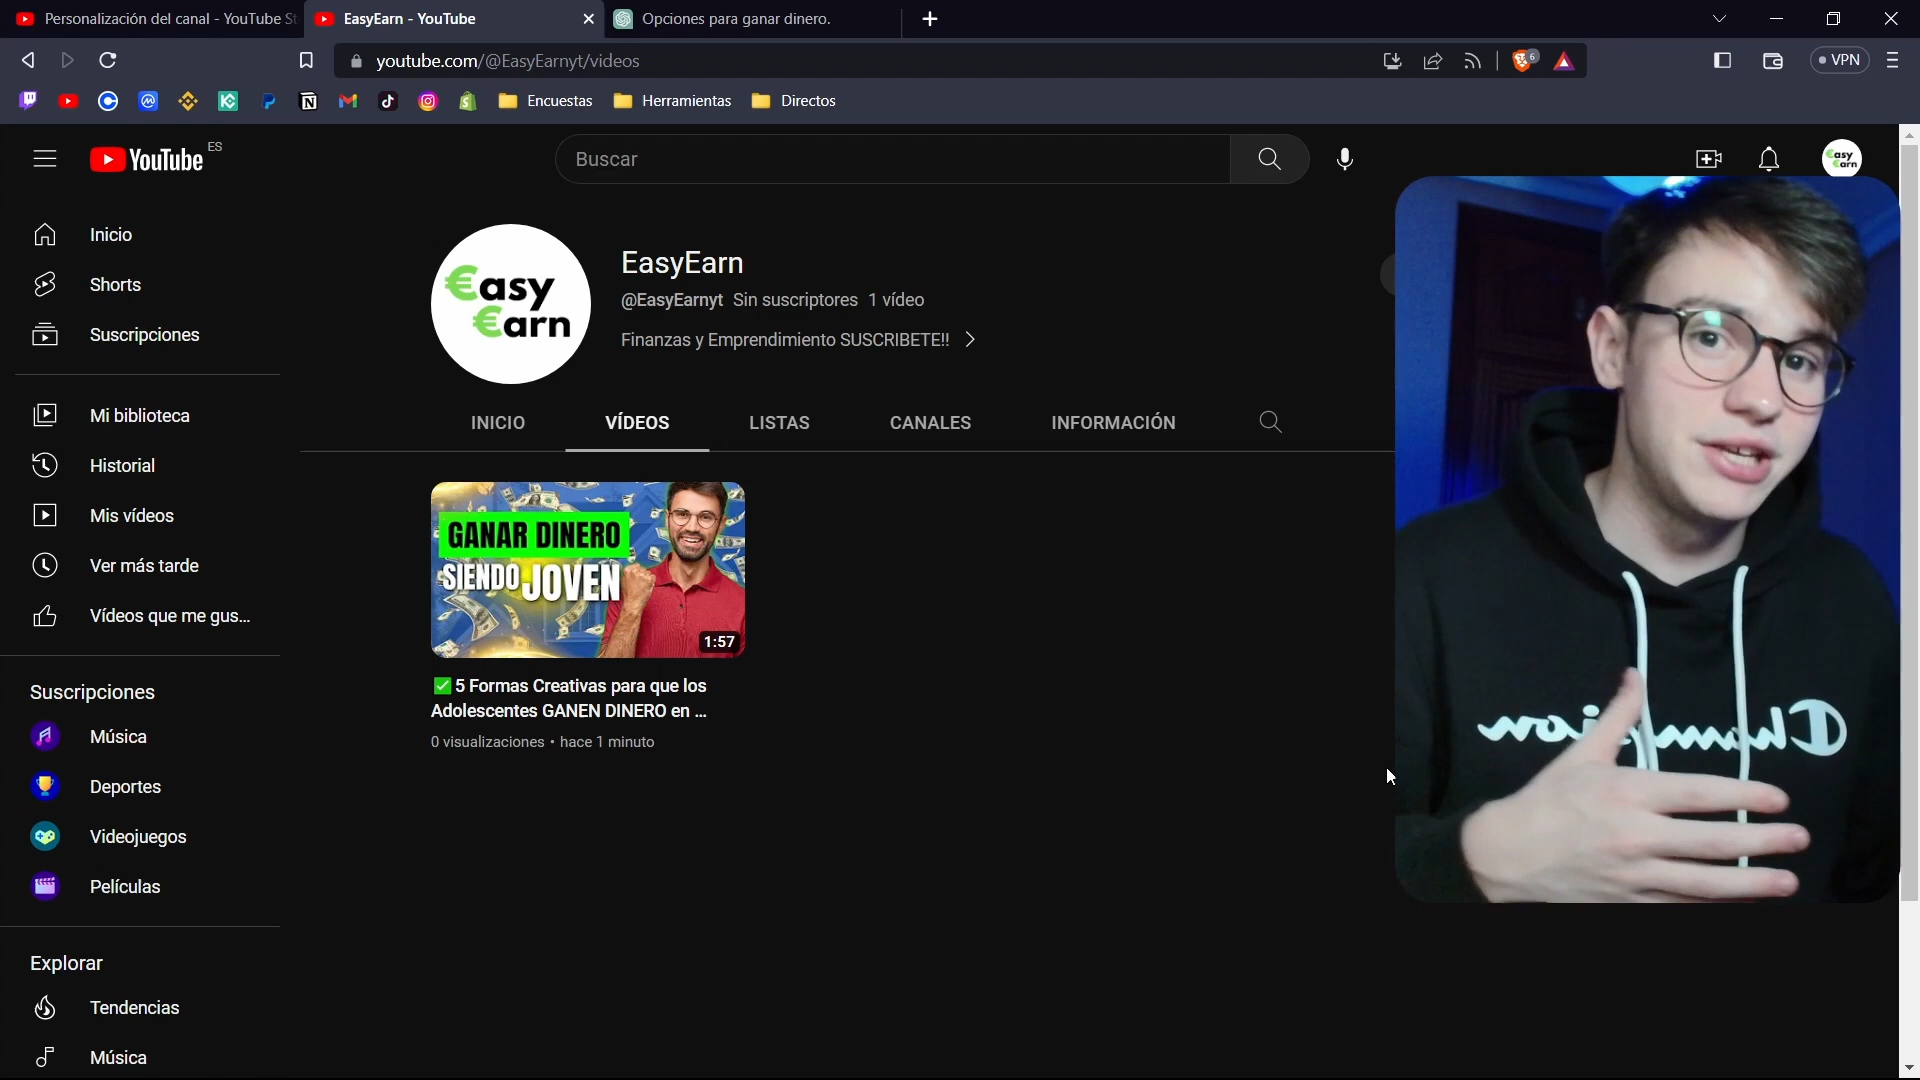 Personalización del canal - YouTube St
EasyEarn - YouTube
Opciones para ganar dinero.
youtube.com/@EasyEarnyt/videos
6
VPN
Encuestas
Herramientas
Directos
YouTube ES
Buscar
€asy
€arn
Inicio
Shorts
Suscripciones
Mi biblioteca
Historial
Mis vídeos
Ver más tarde
Vídeos que me gus...
Suscripciones
Música
Deportes
Videojuegos
Películas
Explorar
Tendencias
Música
€asy
€arn
EasyEarn
@EasyEarnyt Sin suscriptores 1 vídeo
Finanzas y Emprendimiento SUSCRIBETE!!
INICIO
VÍDEOS
LISTAS
CANALES
INFORMACIÓN
GANAR DINERO
SIENDO JOVEN
1:57
✅5 Formas Creativas para que los
Adolescentes GANEN DINERO en ...
0 visualizaciones • hace 1 minuto
Champion